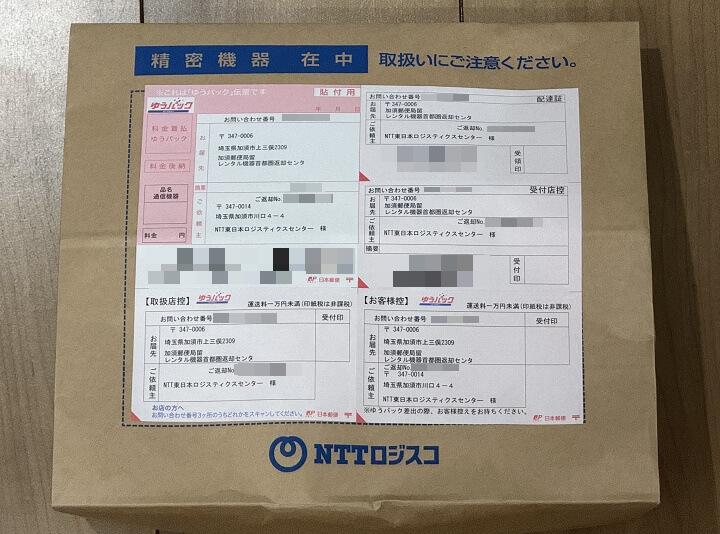 精密機器 在中 取扱いにご注意ください。
※これは「ゆうパック」伝票です 貼付用
ゆうパック
年 月 日
料金着払
ゆうパック
料金後納
品名
通信機器
料金 円
お問い合わせ番号
お届先
〒 347-0006
埼玉県加須市上三俣2309
加須郵便局留
レンタル機器首都圏返却センタ
摘要
ご返却No.
ご依頼主
〒 347-0014
埼玉県加須市川口4-4
NTT東日本ロジスティクスセンター 様
JP 日本郵便 〒
お問い合わせ番号 配達証
お届先
〒347-0006
加須郵便局留
レンタル機器首都圏返却センタ
ご返却No.
ご依頼主
NTT東日本ロジスティクスセンター 様
受領印
お問い合わせ番号 受付店控
お届先
〒347-0006
加須郵便局留
レンタル機器首都圏返却センタ
ご返却No.
ご依頼主
NTT東日本ロジスティクスセンター 様
摘要
受付印
【取扱店控】 ゆうパック 運送料一万円未満(印紙税は非課税)
お問い合わせ番号 受付印
お届先
〒 347-0006
埼玉県加須市上三俣2309
加須郵便局留
レンタル機器首都圏返却センタ
ご返却No.
ご依頼主
NTT東日本ロジスティクスセンター 様
お店の方へ
お問い合わせ番号3ヶ所のうちどれかをスキャンしてください。
JP 日本郵便 〒
【お客様控】 ゆうパック 運送料一万円未満(印紙税は非課税)
お問い合わせ番号 受付印
お届先
〒 347-0006
埼玉県加須市上三俣2309
加須郵便局留
レンタル機器首都圏返却センタ
ご返却No.
ご依頼主
〒 347-0014
埼玉県加須市川口4-4
NTT東日本ロジスティクスセンター 様
※ゆうパック差出の際、お客様控えをお持ちください。
JP 日本郵便 〒
NTTロジスコ